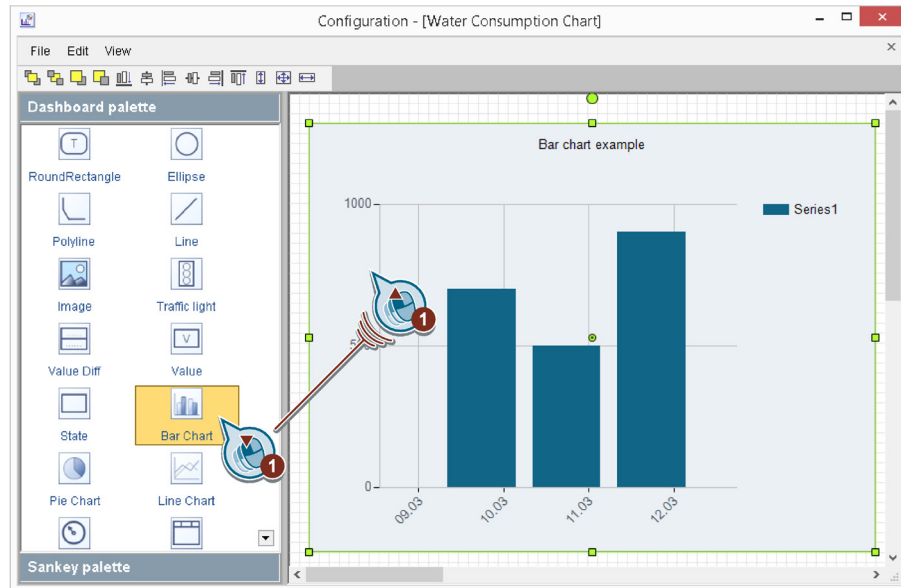 Configuration - [Water Consumption Chart]
File Edit View
Dashboard palette
T
RoundRectangle Ellipse
Polyline Line
Image Traffic light
V
Value Diff Value
State Bar Chart
Pie Chart Line Chart
Sankey palette
Bar chart example
1000
Series1
1
1
0
09.03 10.03 11.03 12.03